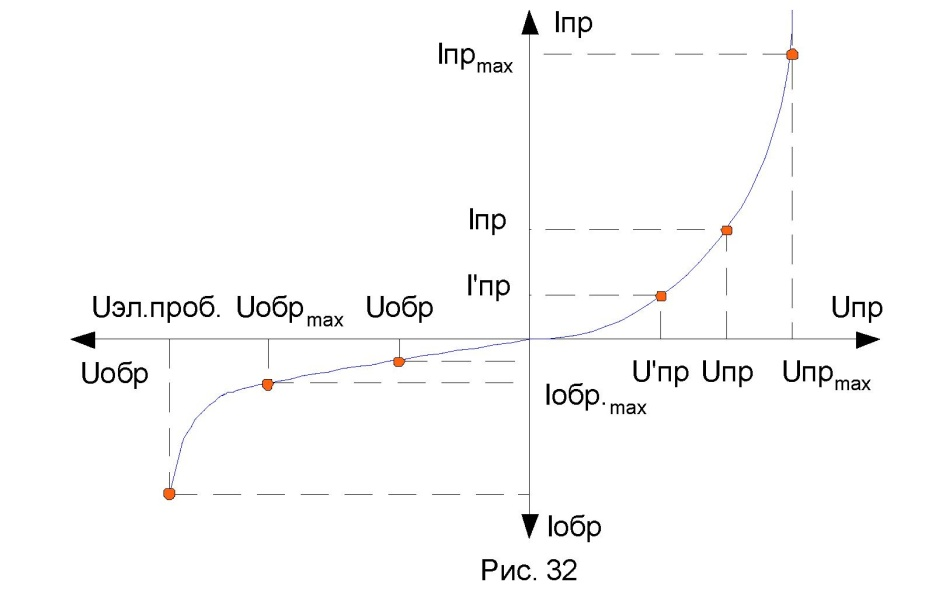 Iпр
Iпрmax
Iпр
I'пр
Uэл.проб.
Uобрmax
Uобр
Uпр
Uобр
U'пр
Uпр
Uпрmax
Iобр.max
Iобр
Рис. 32